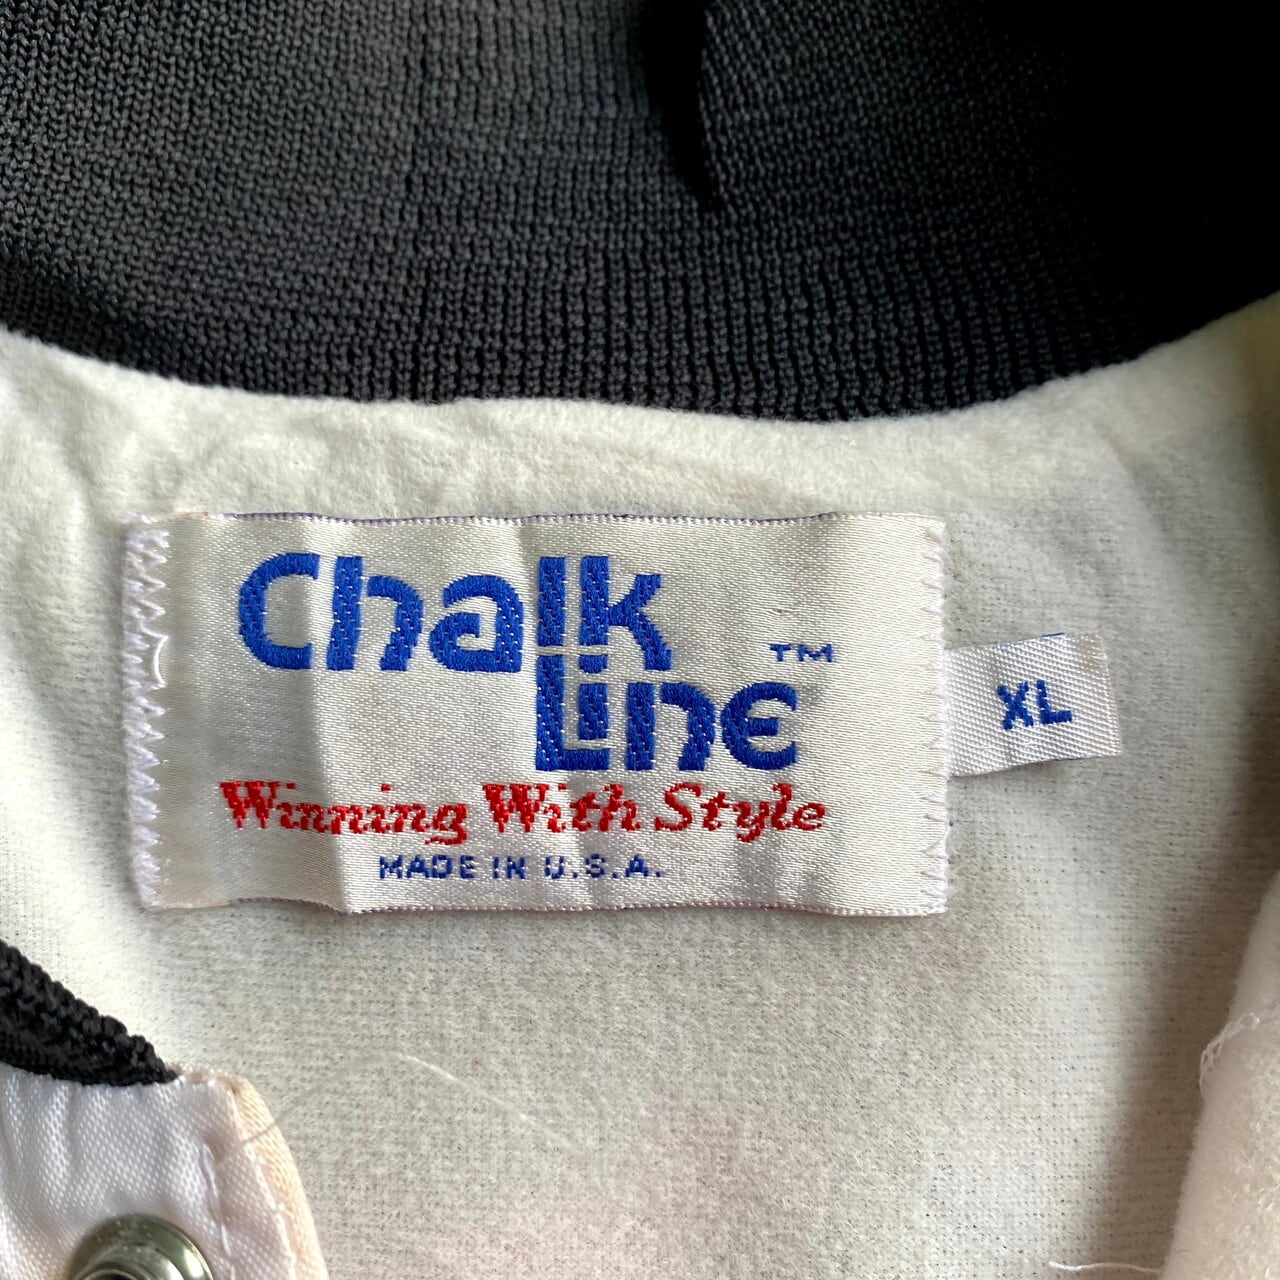 Chalk
Line ™
XL
Winning With Style
MADE IN U.S.A.